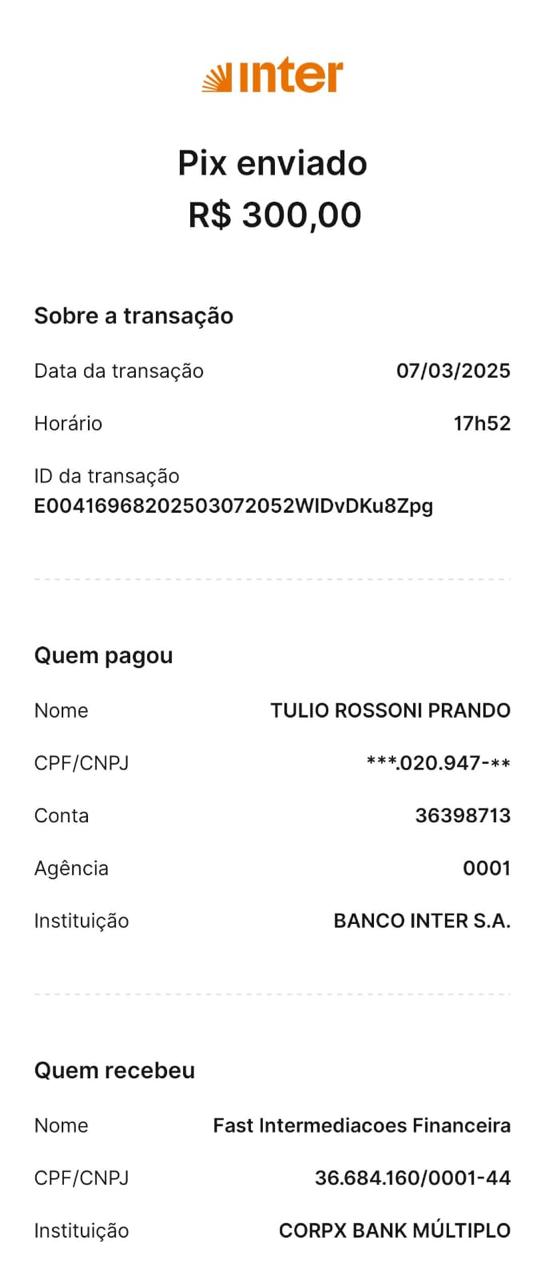 inter
Pix enviado
R$ 300,00
Sobre a transação
Data da transação 07/03/2025
Horário 17h52
ID da transação
E00416968202503072052WIDvDKu8Zpg
Quem pagou
Nome TULIO ROSSONI PRANDO
CPF/CNPJ ***.020.947-**
Conta 36398713
Agência 0001
Instituição BANCO INTER S.A.
Quem recebeu
Nome Fast Intermediacoes Financeira
CPF/CNPJ 36.684.160/0001-44
Instituição CORPX BANK MÚLTIPLO